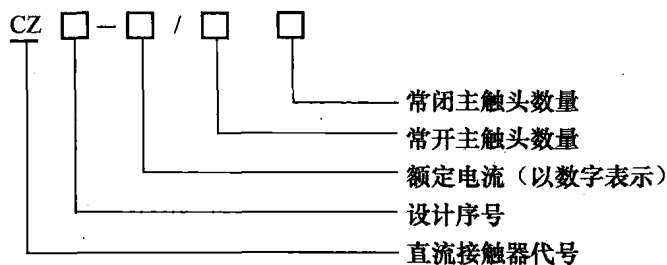 CZ □-□/□ □
常闭主触头数量
常开主触头数量
额定电流（以数字表示）
设计序号
直流接触器代号